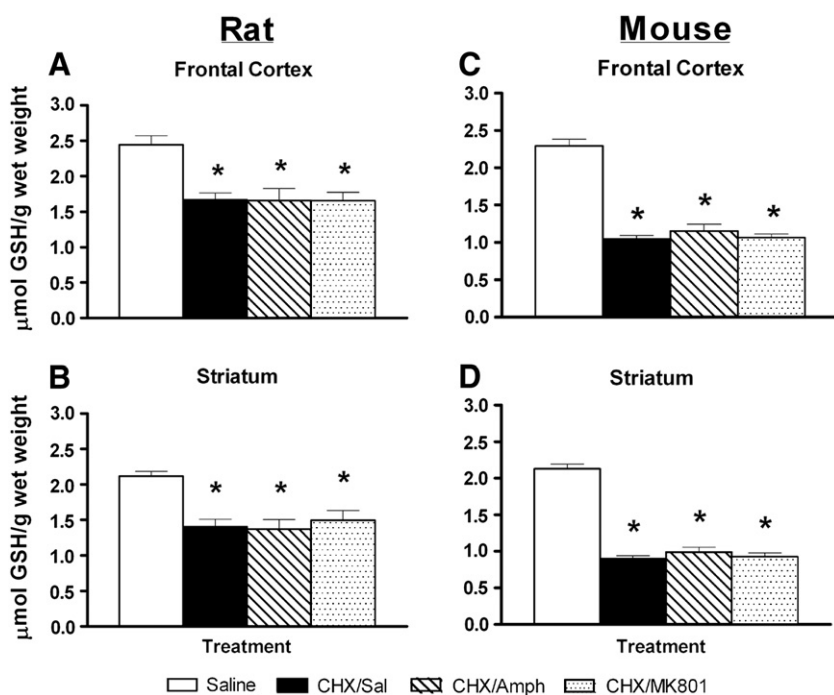 Rat
Mouse
A
Frontal Cortex
μmol GSH/g wet weight
3.0
2.5
2.0
1.5
1.0
0.5
0.0
*
*
*
C
Frontal Cortex
3.0
2.5
2.0
1.5
1.0
0.5
0.0
*
*
*
B
Striatum
μmol GSH/g wet weight
3.0
2.5
2.0
1.5
1.0
0.5
0.0
*
*
*
Treatment
D
Striatum
3.0
2.5
2.0
1.5
1.0
0.5
0.0
*
*
*
Treatment
Saline CHX/Sal CHX/Amph CHX/MK801